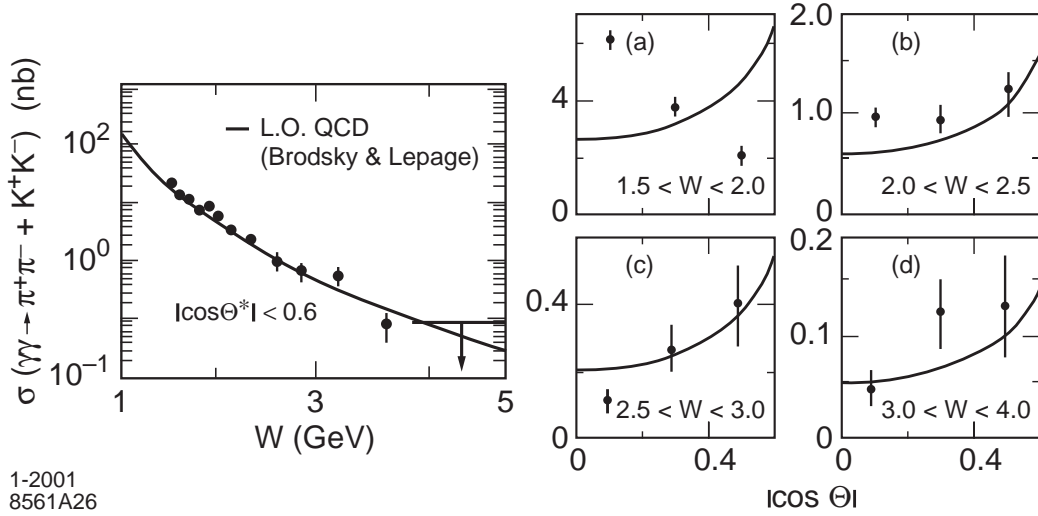 σ (γγ→π⁺π⁻ + K⁺K⁻) (nb)
10²
10⁰
10⁻¹
L.O. QCD
(Brodsky & Lepage)
|cosΘ*| < 0.6
1
3
5
W (GeV)
(a)
4
0
1.5 < W < 2.0
2.0
(b)
1.0
0
2.0 < W < 2.5
(c)
0.4
0
2.5 < W < 3.0
0
0.4
0.2
(d)
0.1
0
3.0 < W < 4.0
0
0.4
|cos Θ|
1-2001
8561A26